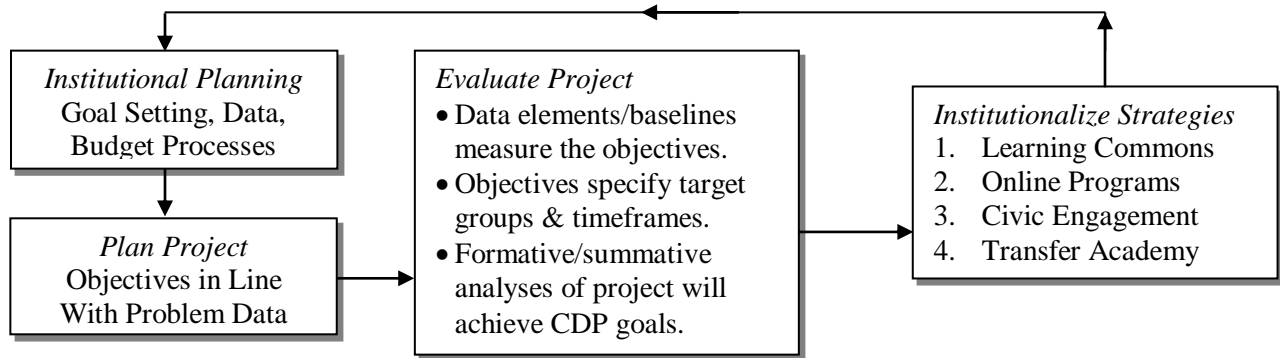 Institutional Planning
Goal Setting, Data,
Budget Processes
Plan Project
Objectives in Line
With Problem Data
Evaluate Project
• Data elements/baselines
measure the objectives.
• Objectives specify target
groups & timeframes.
• Formative/summative
analyses of project will
achieve CDP goals.
Institutionalize Strategies
1. Learning Commons
2. Online Programs
3. Civic Engagement
4. Transfer Academy